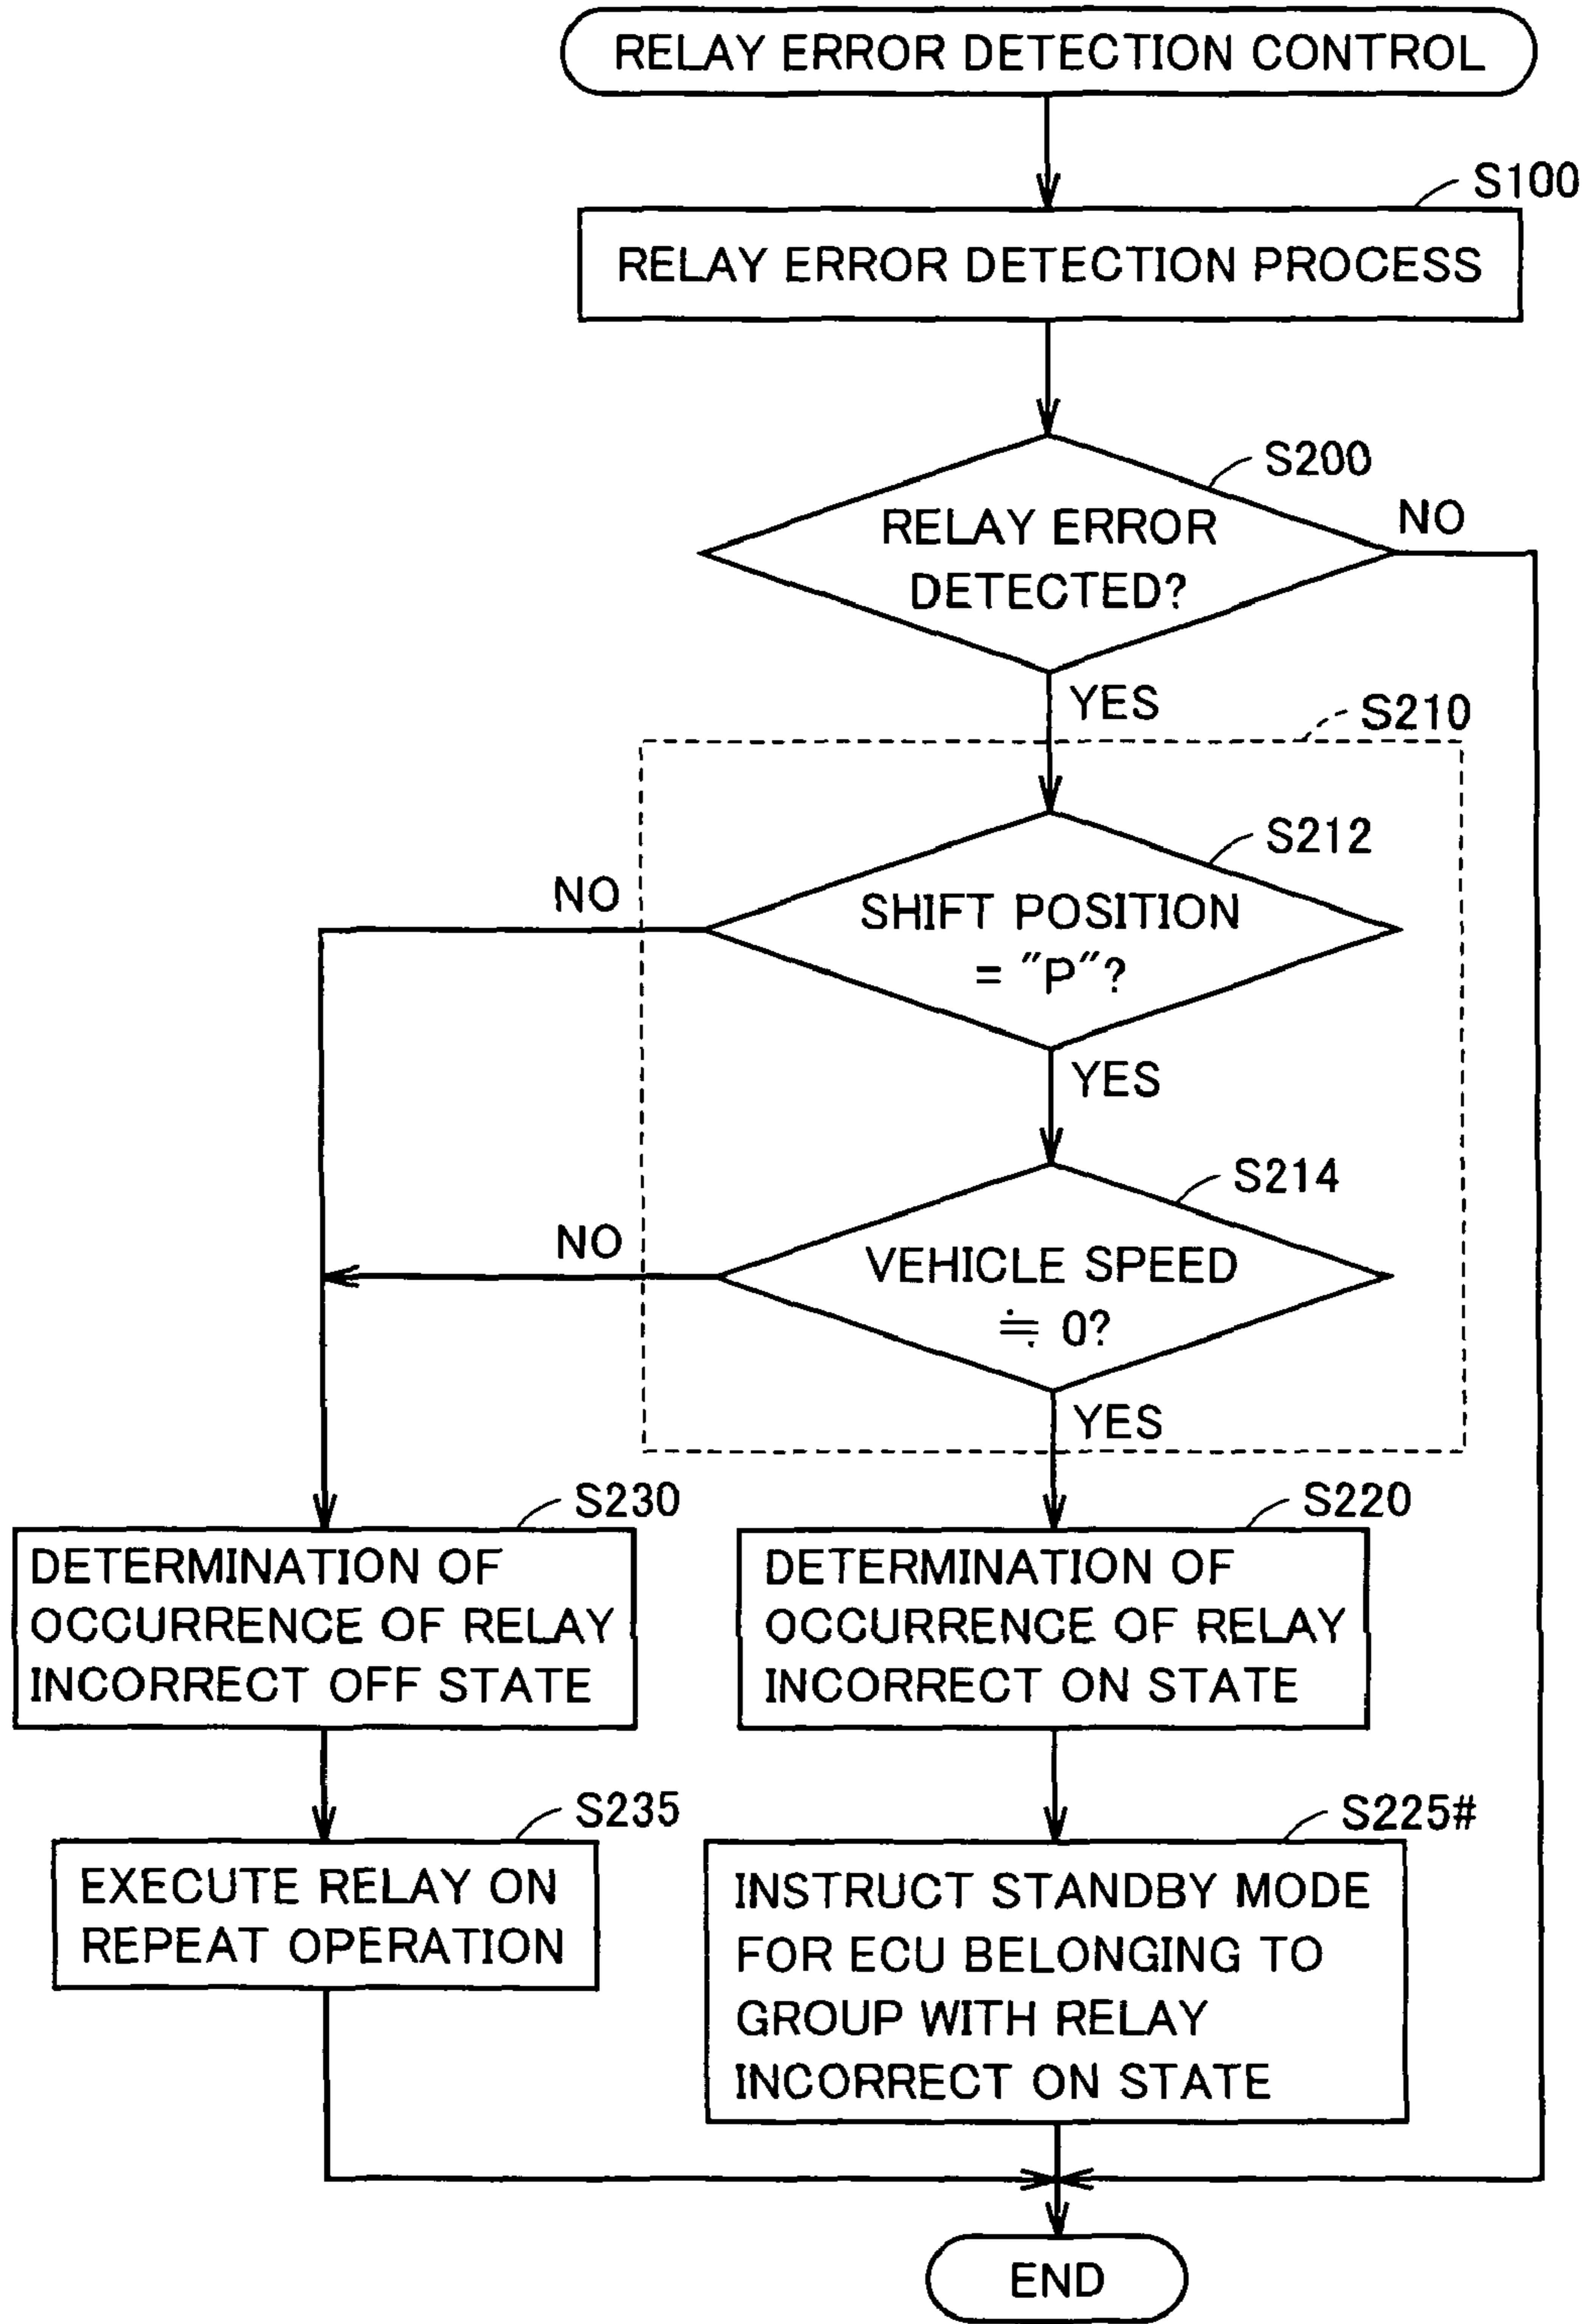 RELAY ERROR DETECTION CONTROL
S100
RELAY ERROR DETECTION PROCESS
S200
RELAY ERROR
DETECTED?
NO
YES
S210
S212
SHIFT POSITION
= "P"?
NO
YES
S214
VEHICLE SPEED
≒ 0?
NO
YES
S230
DETERMINATION OF
OCCURRENCE OF RELAY
INCORRECT OFF STATE
S220
DETERMINATION OF
OCCURRENCE OF RELAY
INCORRECT ON STATE
S235
EXECUTE RELAY ON
REPEAT OPERATION
S225#
INSTRUCT STANDBY MODE
FOR ECU BELONGING TO
GROUP WITH RELAY
INCORRECT ON STATE
END